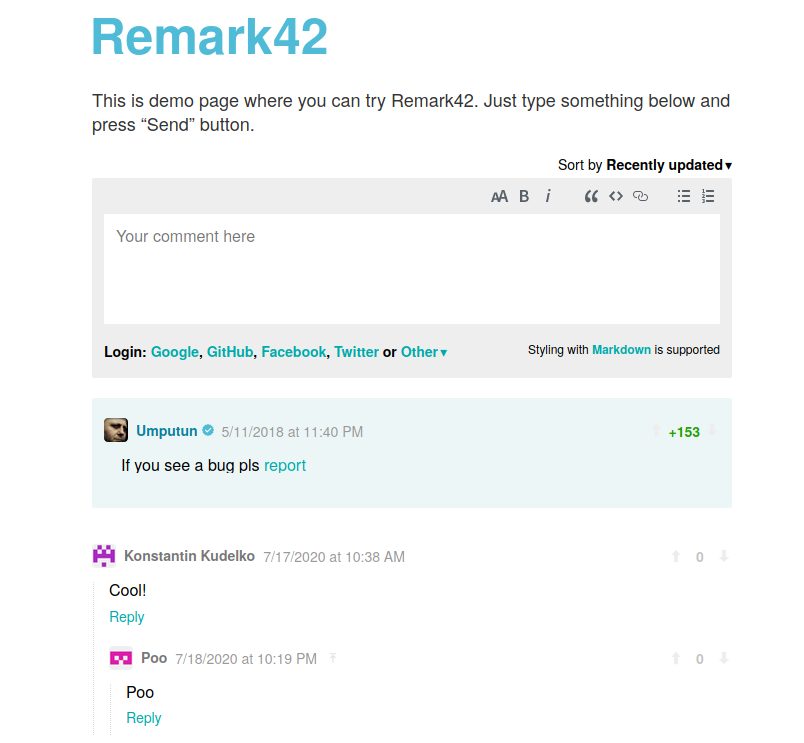 Remark42
This is demo page where you can try Remark42. Just type something below and
press “Send” button.
Sort by Recently updated ▾
AA B i “ <>
Your comment here
Login: Google, GitHub, Facebook, Twitter or Other ▾
Styling with Markdown is supported
Umputun 5/11/2018 at 11:40 PM +153
If you see a bug pls report
Konstantin Kudelko 7/17/2020 at 10:38 AM 0
Cool!
Reply
Poo 7/18/2020 at 10:19 PM 0
Poo
Reply